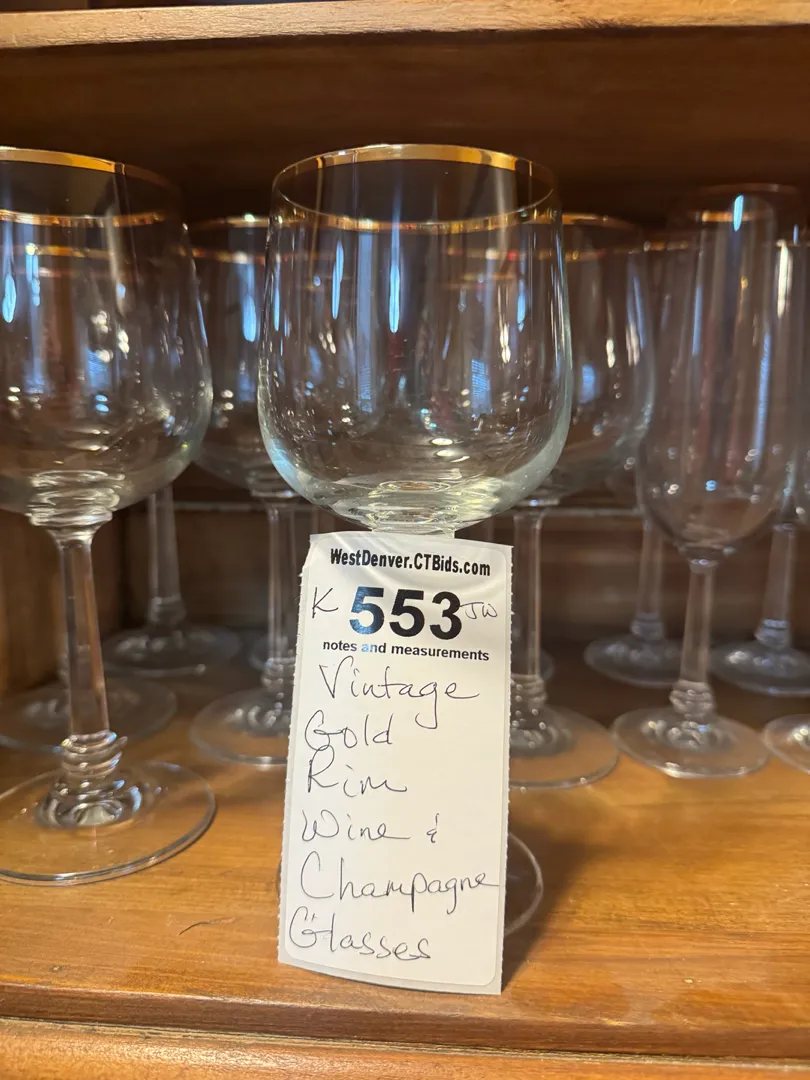 WestDenver.CTBids.com
K 553 JW
notes and measurements
Vintage
Gold
Rim
Wine &
Champagne
Glasses